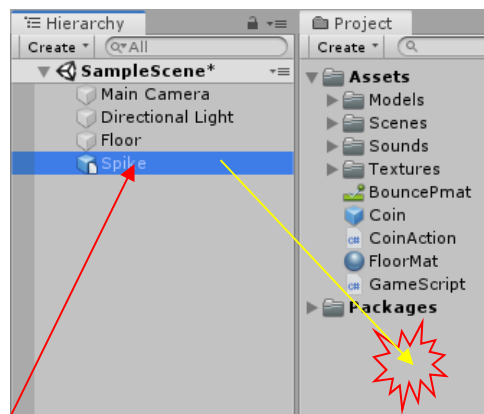 Hierarchy
Create
All
SampleScene*
Main Camera
Directional Light
Floor
Spike
Project
Create
Assets
Models
Scenes
Sounds
Textures
BouncePmat
Coin
C# CoinAction
FloorMat
C# GameScript
Packages